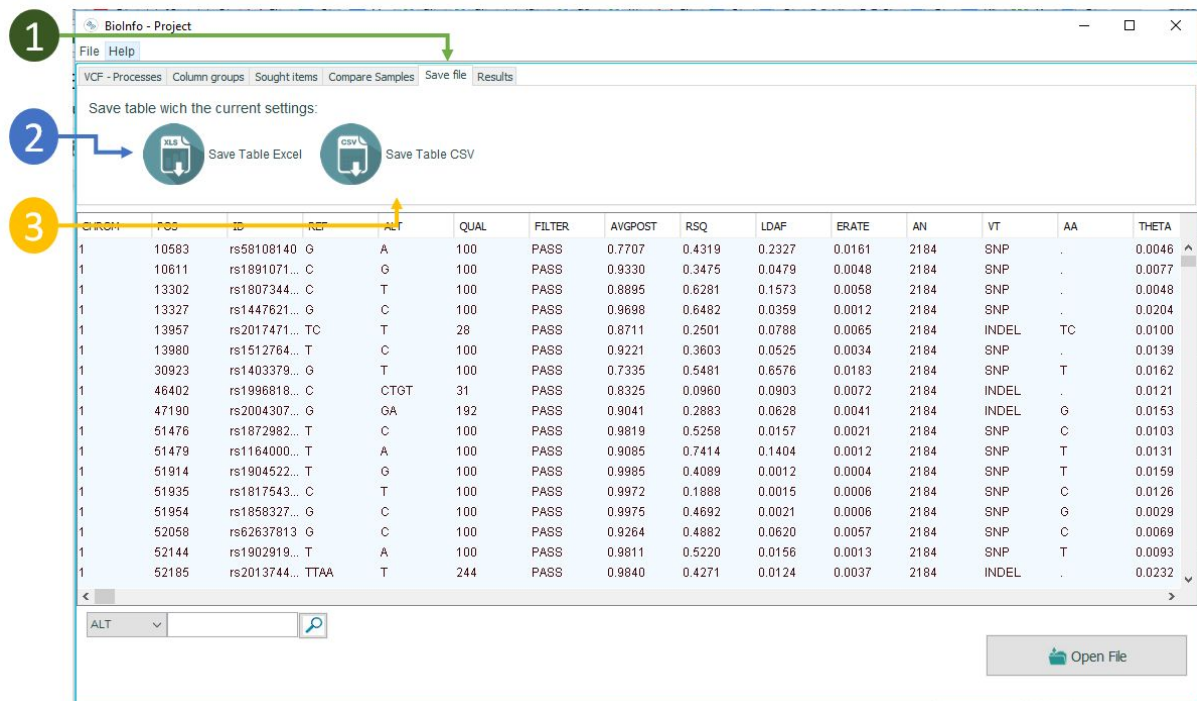 BioInfo - Project
1
File Help
VCF - Processes Column groups Sought items Compare Samples Save file Results
Save table wich the current settings:
2
XLS Save Table Excel CSV Save Table CSV
3
CHROM POS ID REF ALT QUAL FILTER AVGPOST RSQ LDAF ERATE AN VT AA THETA
1 10583 rs58108140 G A 100 PASS 0.7707 0.4319 0.2327 0.0161 2184 SNP . 0.0046
1 10611 rs1891071... C G 100 PASS 0.9330 0.3475 0.0479 0.0048 2184 SNP . 0.0077
1 13302 rs1807344... C T 100 PASS 0.8895 0.6281 0.1573 0.0058 2184 SNP . 0.0048
1 13327 rs1447621... G C 100 PASS 0.9698 0.6482 0.0359 0.0012 2184 SNP . 0.0204
1 13957 rs2017471... TC T 28 PASS 0.8711 0.2501 0.0788 0.0065 2184 INDEL TC 0.0100
1 13980 rs1512764... T C 100 PASS 0.9221 0.3603 0.0525 0.0034 2184 SNP . 0.0139
1 30923 rs1403379... G T 100 PASS 0.7335 0.5481 0.6576 0.0183 2184 SNP T 0.0162
1 46402 rs1996818... C CTGT 31 PASS 0.8325 0.0960 0.0903 0.0072 2184 INDEL . 0.0121
1 47190 rs2004307... G GA 192 PASS 0.9041 0.2883 0.0628 0.0041 2184 INDEL G 0.0153
1 51476 rs1872982... T C 100 PASS 0.9819 0.5258 0.0157 0.0021 2184 SNP C 0.0103
1 51479 rs1164000... T A 100 PASS 0.9085 0.7414 0.1404 0.0012 2184 SNP T 0.0131
1 51914 rs1904522... T G 100 PASS 0.9985 0.4089 0.0012 0.0004 2184 SNP T 0.0159
1 51935 rs1817543... C T 100 PASS 0.9972 0.1888 0.0015 0.0006 2184 SNP C 0.0126
1 51954 rs1858327... G C 100 PASS 0.9975 0.4692 0.0021 0.0006 2184 SNP G 0.0029
1 52058 rs62637813 G C 100 PASS 0.9264 0.4882 0.0620 0.0057 2184 SNP C 0.0069
1 52144 rs1902919... T A 100 PASS 0.9811 0.5220 0.0156 0.0013 2184 SNP T 0.0093
1 52185 rs2013744... TTAA T 244 PASS 0.9840 0.4271 0.0124 0.0037 2184 INDEL . 0.0232
ALT
Open File